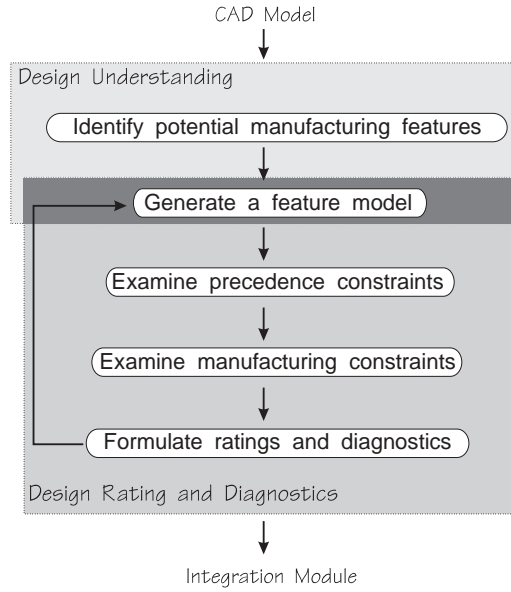 CAD Model
Design Understanding
Identify potential manufacturing features
Generate a feature model
Examine precedence constraints
Examine manufacturing constraints
Formulate ratings and diagnostics
Design Rating and Diagnostics
Integration Module